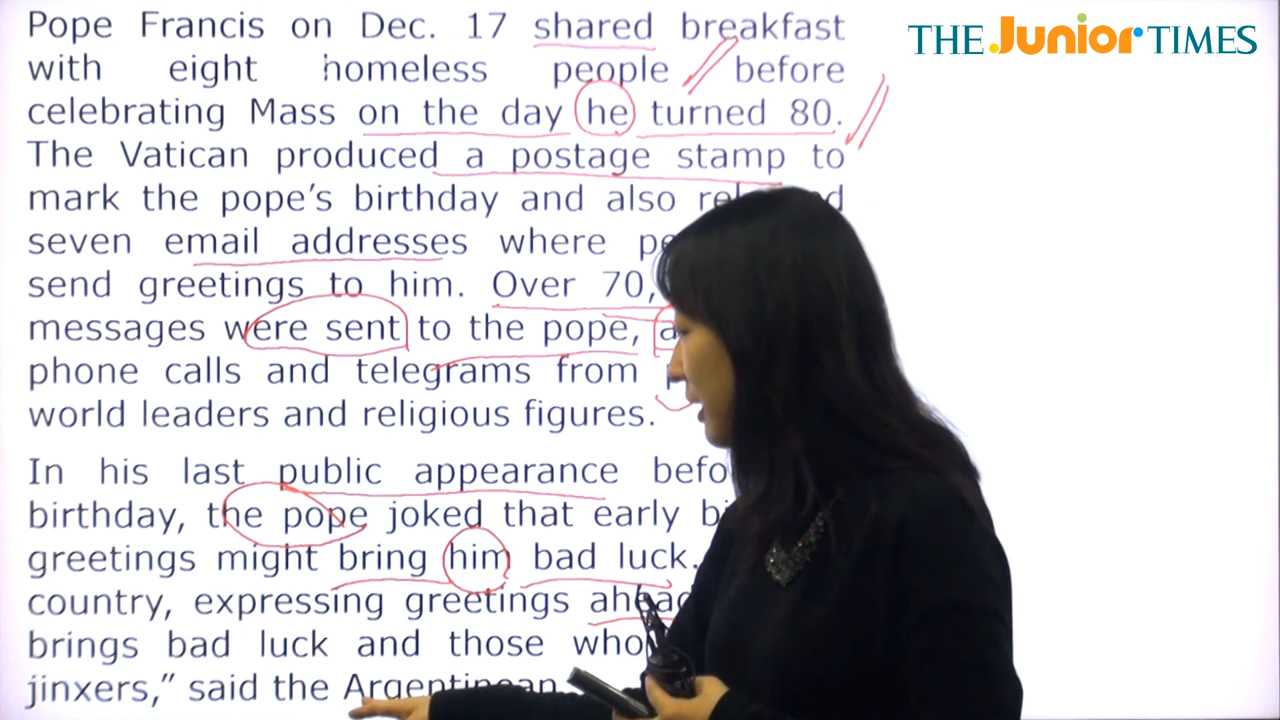 Pope Francis on Dec. 17 shared breakfast
with eight homeless people before
celebrating Mass on the day he turned 80.
The Vatican produced a postage stamp to
mark the pope's birthday and also
seven email addresses where
send greetings to him. Over 70,
messages were sent to the pope,
phone calls and telegrams from
world leaders and religious figures.
In his last public appearance
birthday, the pope joked that early
greetings might bring him bad luck.
country, expressing greetings
brings bad luck and those who
jinxers,” said the Argentinean
THE Junior TIMES